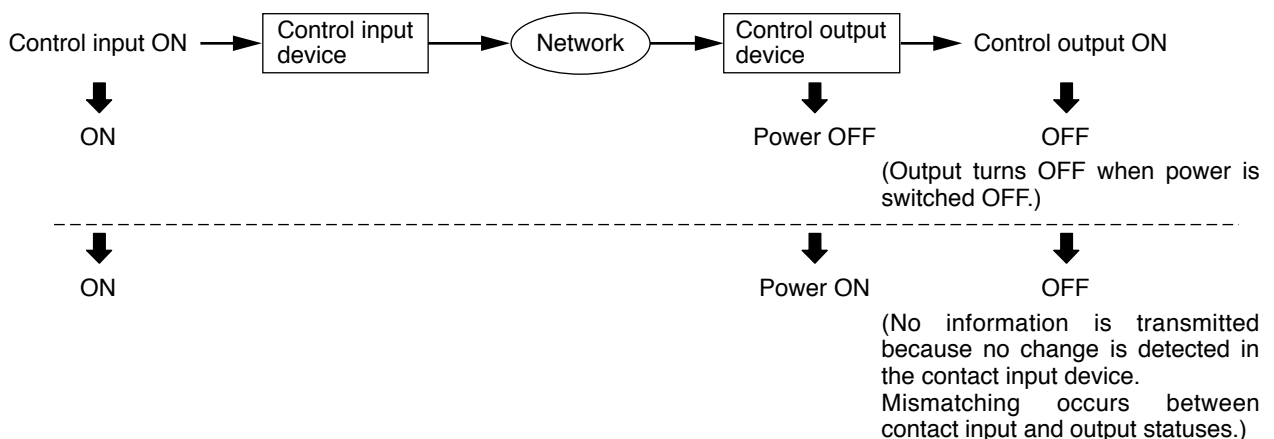 Control input ON
Control input
device
Network
Control output
device
Control output ON
ON
Power OFF
OFF
(Output turns OFF when power is
switched OFF.)
ON
Power ON
OFF
(No information is transmitted
because no change is detected in
the contact input device.
Mismatching occurs between
contact input and output statuses.)